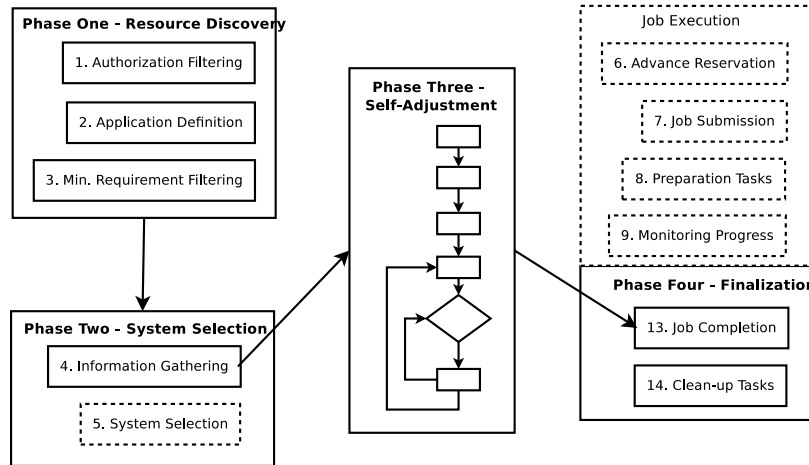 Phase One - Resource Discovery
1. Authorization Filtering
2. Application Definition
3. Min. Requirement Filtering
Phase Two - System Selection
4. Information Gathering
5. System Selection
Phase Three -
Self-Adjustment
Job Execution
6. Advance Reservation
7. Job Submission
8. Preparation Tasks
9. Monitoring Progress
Phase Four - Finalization
13. Job Completion
14. Clean-up Tasks